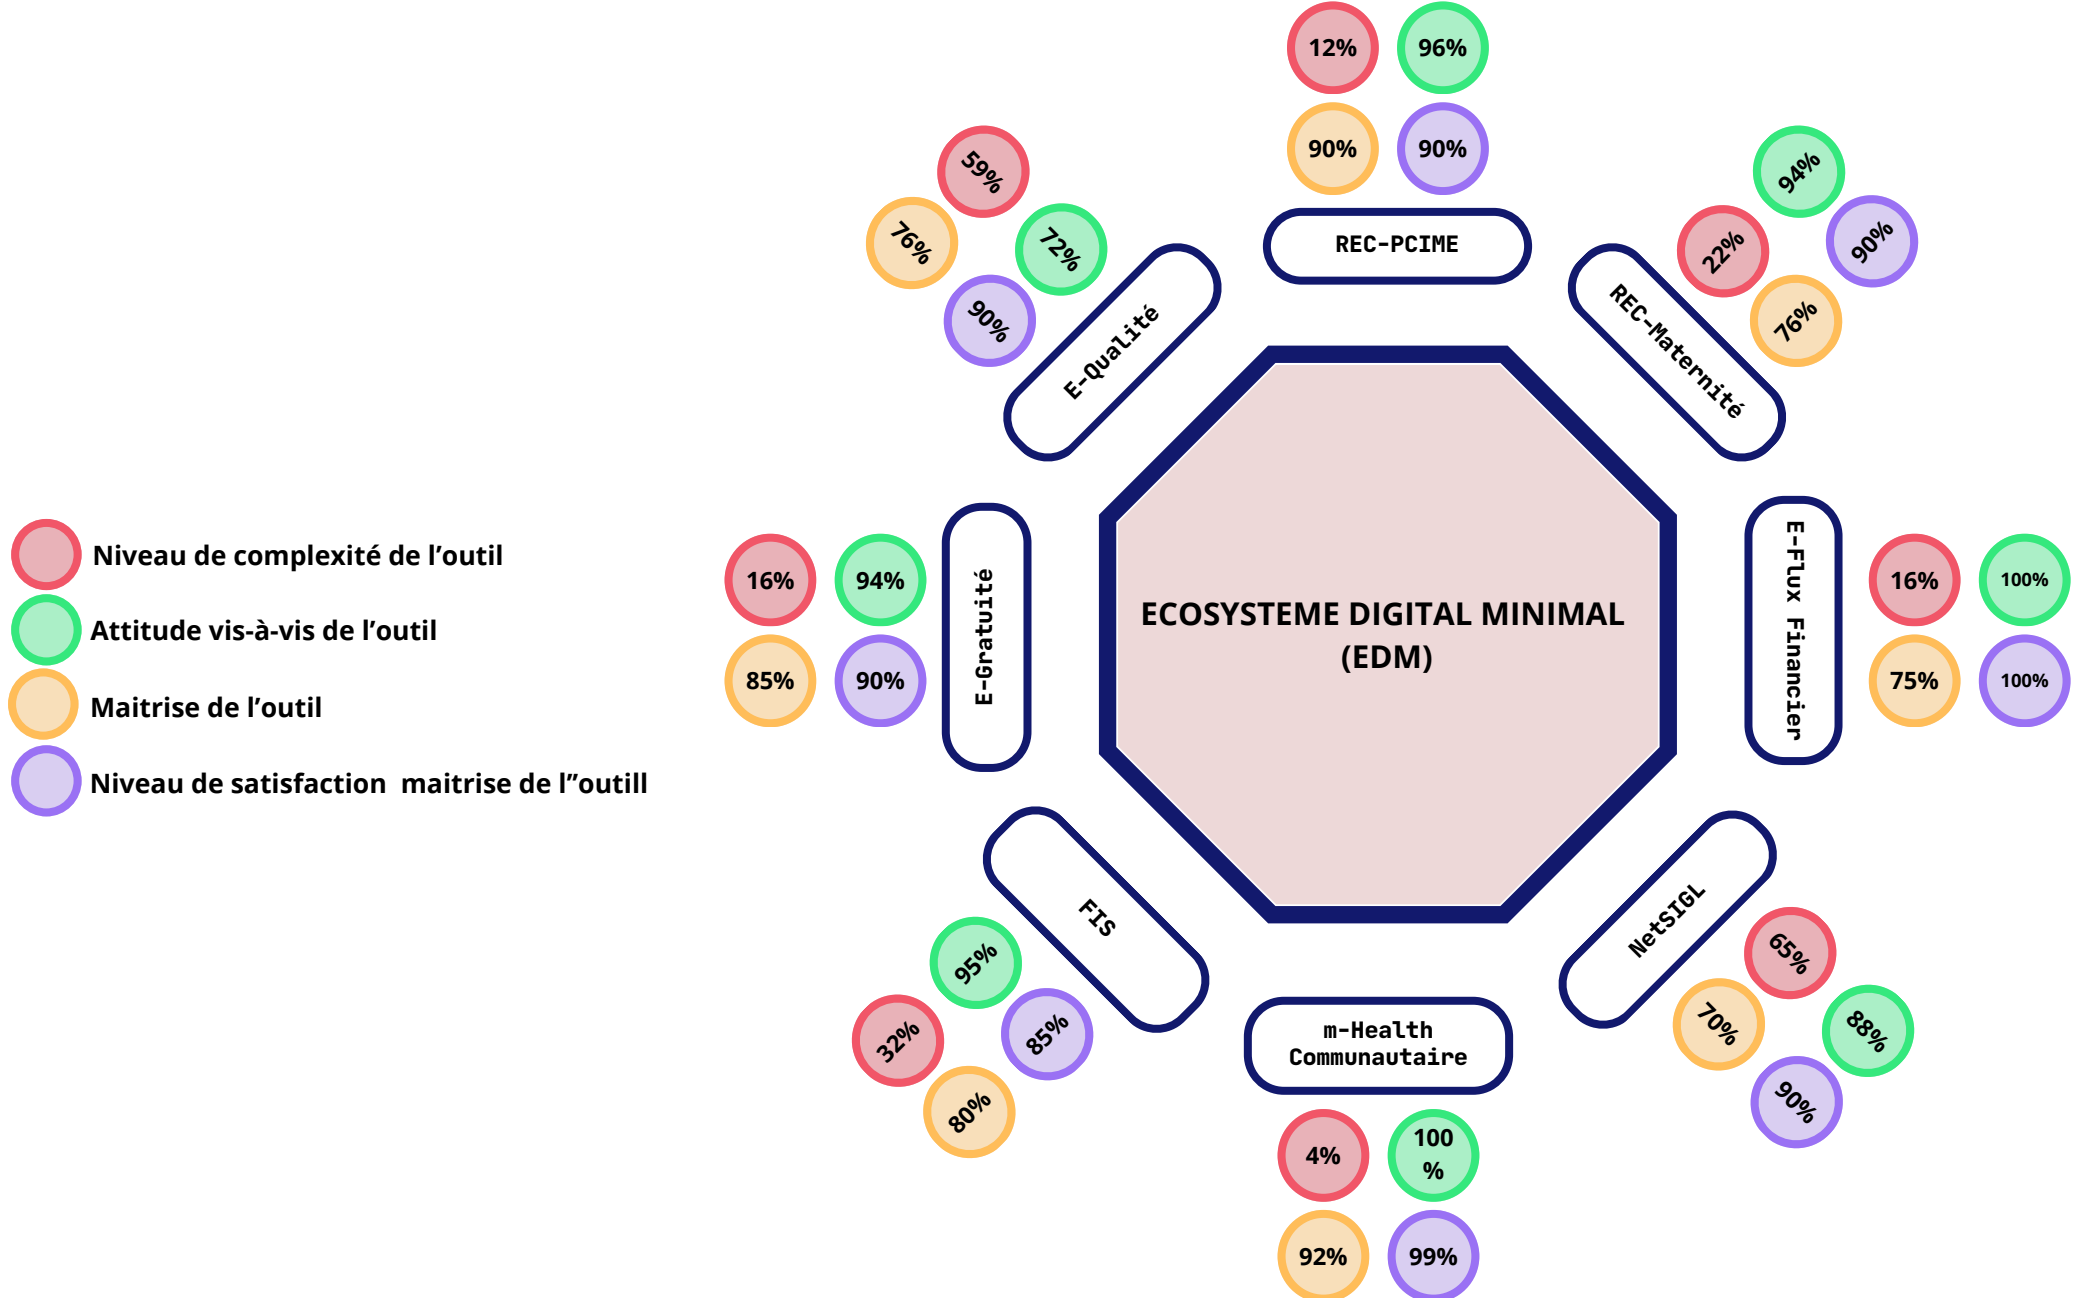 12%
96%
90%
90%
REC-PCIME
59%
76%
72%
90%
E-Qualité
94%
22%
90%
76%
REC-Maternité
Niveau de complexité de l’outil
Attitude vis-à-vis de l’outil
Maitrise de l’outil
Niveau de satisfaction  maitrise de l’’outill
16%
94%
85%
90%
E-Gratuité
ECOSYSTEME DIGITAL MINIMAL
(EDM)
E-Flux Financier
16%
100%
75%
100%
FIS
95%
32%
85%
80%
NetSIGL
65%
70%
88%
90%
m-Health
Communautaire
4%
100
%
92%
99%